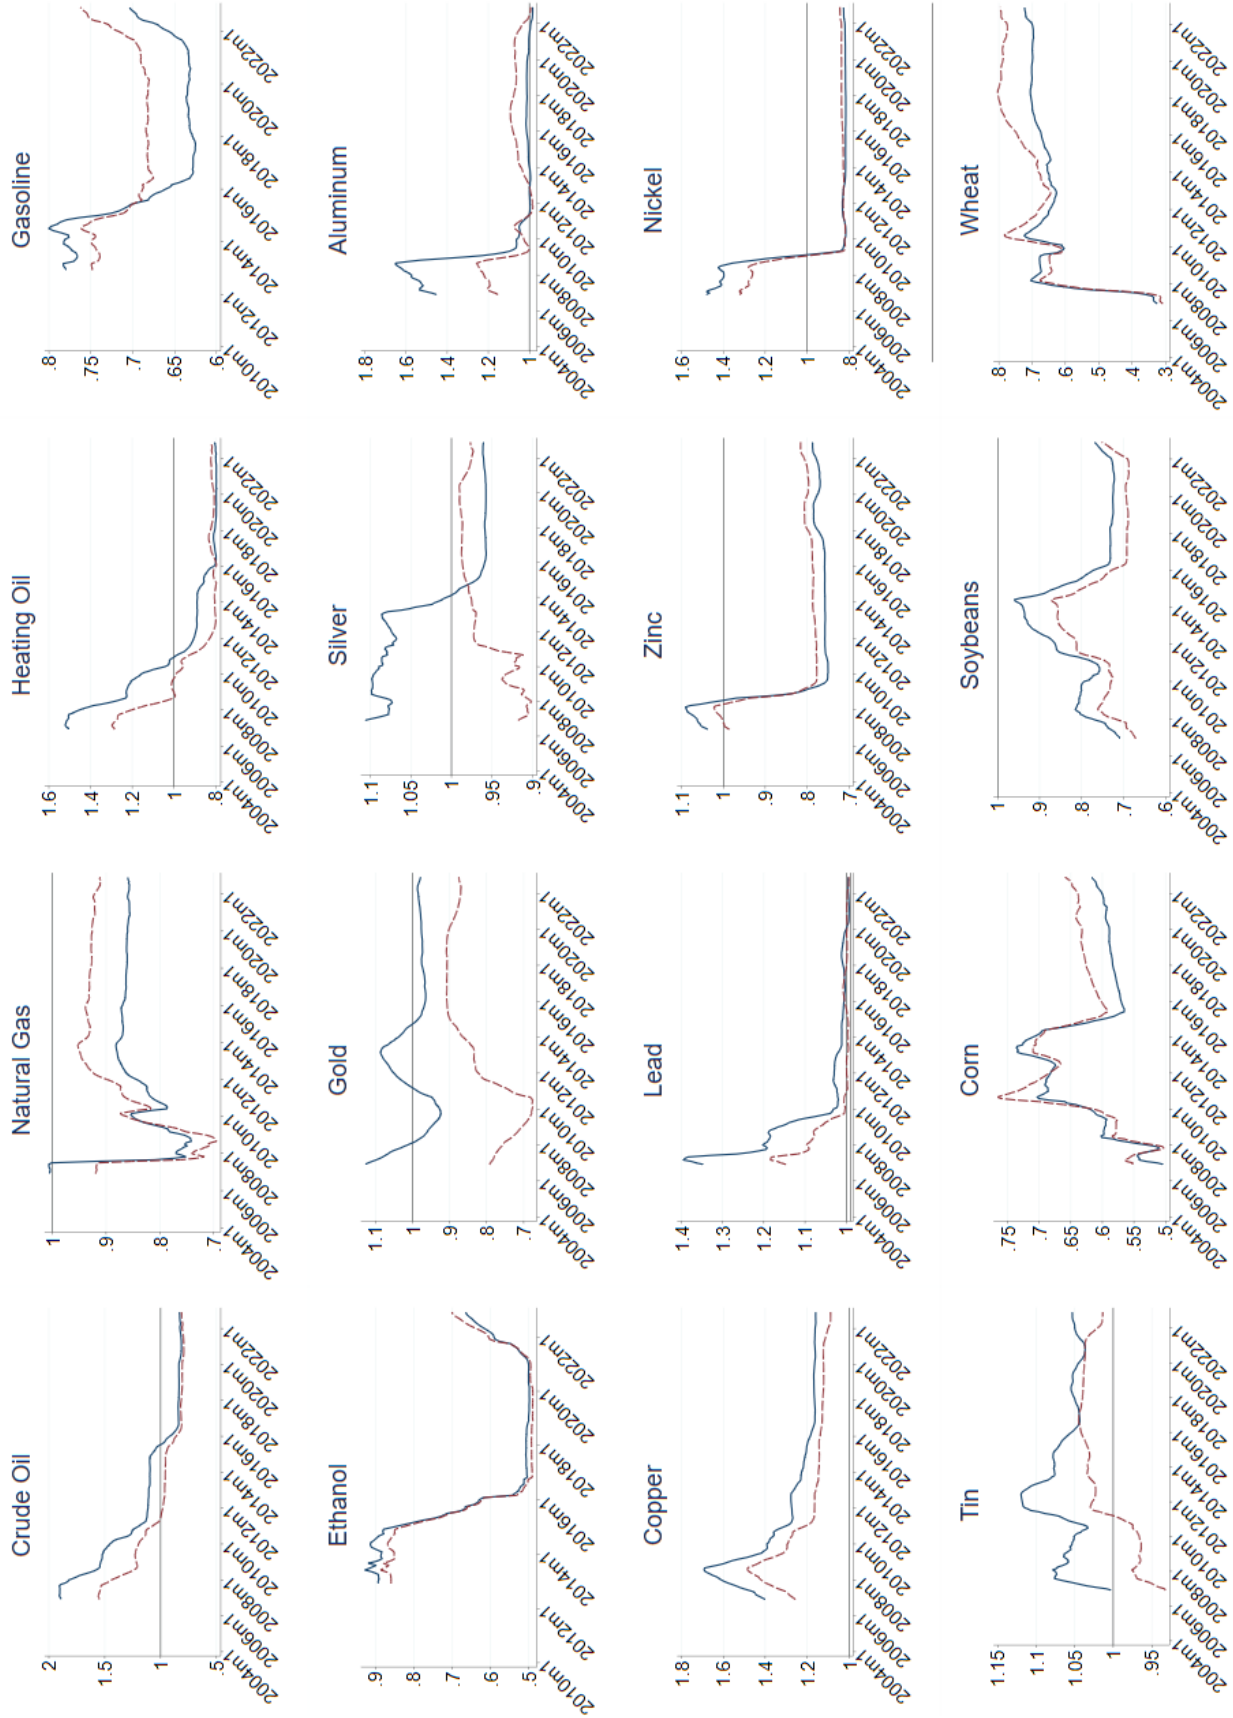 Crude Oil
2
1.5
1
.5
2004m1 2006m1 2008m1 2010m1 2012m1 2014m1 2016m1 2018m1 2020m1 2022m1
Natural Gas
1
.9
.8
.7
2004m1 2006m1 2008m1 2010m1 2012m1 2014m1 2016m1 2018m1 2020m1 2022m1
Heating Oil
1.6
1.4
1.2
1
.8
2004m1 2006m1 2008m1 2010m1 2012m1 2014m1 2016m1 2018m1 2020m1 2022m1
Gasoline
.8
.75
.7
.65
.6
2010m1 2012m1 2014m1 2016m1 2018m1 2020m1 2022m1
Ethanol
.9
.8
.7
.6
.5
2010m1 2012m1 2014m1 2016m1 2018m1 2020m1 2022m1
Gold
1.1
1
.9
.8
.7
2004m1 2006m1 2008m1 2010m1 2012m1 2014m1 2016m1 2018m1 2020m1 2022m1
Silver
1.1
1.05
1
.95
.9
2004m1 2006m1 2008m1 2010m1 2012m1 2014m1 2016m1 2018m1 2020m1 2022m1
Aluminum
1.8
1.6
1.4
1.2
1
2004m1 2006m1 2008m1 2010m1 2012m1 2014m1 2016m1 2018m1 2020m1 2022m1
Copper
1.8
1.6
1.4
1.2
1
2004m1 2006m1 2008m1 2010m1 2012m1 2014m1 2016m1 2018m1 2020m1 2022m1
Lead
1.4
1.3
1.2
1.1
1
2004m1 2006m1 2008m1 2010m1 2012m1 2014m1 2016m1 2018m1 2020m1 2022m1
Zinc
1.1
1
.9
.8
.7
2004m1 2006m1 2008m1 2010m1 2012m1 2014m1 2016m1 2018m1 2020m1 2022m1
Nickel
1.6
1.4
1.2
1
.8
2004m1 2006m1 2008m1 2010m1 2012m1 2014m1 2016m1 2018m1 2020m1 2022m1
Tin
1.15
1.1
1.05
1
.95
2004m1 2006m1 2008m1 2010m1 2012m1 2014m1 2016m1 2018m1 2020m1 2022m1
Corn
.75
.7
.65
.6
.55
.5
2004m1 2006m1 2008m1 2010m1 2012m1 2014m1 2016m1 2018m1 2020m1 2022m1
Soybeans
1
.9
.8
.7
.6
2004m1 2006m1 2008m1 2010m1 2012m1 2014m1 2016m1 2018m1 2020m1 2022m1
Wheat
.8
.7
.6
.5
.4
.3
2004m1 2006m1 2008m1 2010m1 2012m1 2014m1 2016m1 2018m1 2020m1 2022m1